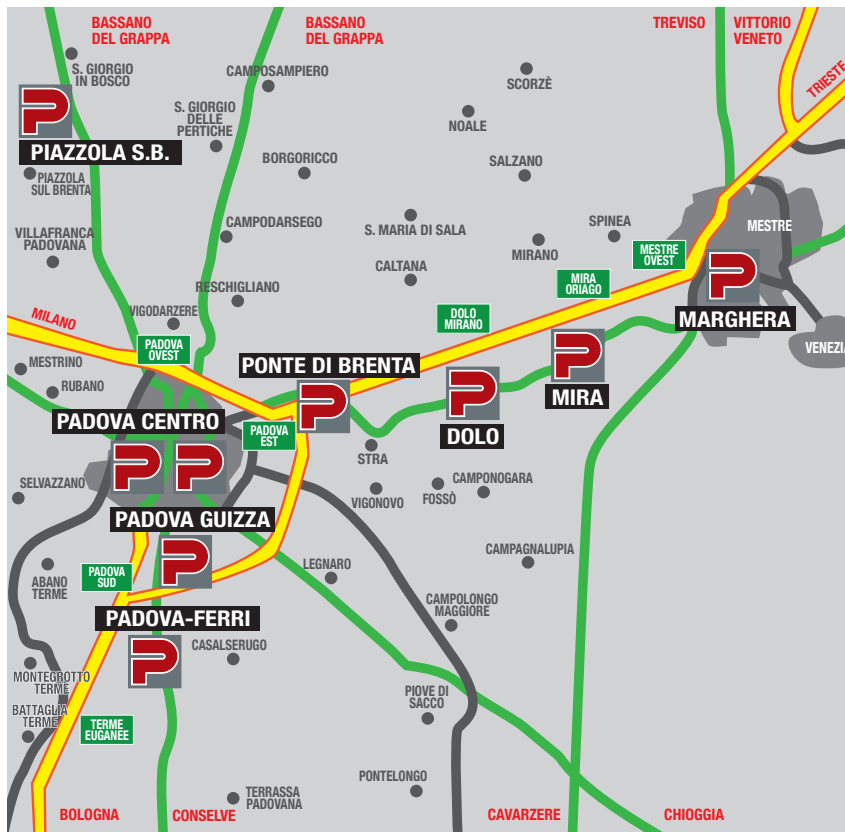 BASSANO
DEL GRAPPA
BASSANO
DEL GRAPPA
TREVISO
VITTORIO
VENETO
TRIESTE
S. GIORGIO
IN BOSCO
CAMPOSAMPIERO
SCORZÈ
S. GIORGIO
DELLE
PERTICHE
NOALE
P
PIAZZOLA S.B.
BORGORICCO
SALZANO
PIAZZOLA
SUL BRENTA
VILLAFRANCA
PADOVANA
CAMPODARSEGO
S. MARIA DI SALA
SPINEA
MESTRE
MIRANO
MESTRE
OVEST
CALTANA
MIRA
ORIAGO
P
MARGHERA
RESCHIGLIANO
MILANO
VIGODARZERE
DOLO
MIRANO
VENEZIA
PADOVA
OVEST
MESTRINO
RUBANO
PONTE DI BRENTA
P
P
DOLO
P
MIRA
PADOVA CENTRO
P
P
PADOVA
EST
STRA
SELVAZZANO
VIGONOVO
FOSSÒ
CAMPONOGARA
PADOVA GUIZZA
P
ABANO
TERME
PADOVA
SUD
LEGNARO
CAMPAGNALUPIA
PADOVA-FERRI
P
CAMPOLONGO
MAGGIORE
CASALSERUGO
MONTEGROTTO
TERME
BATTAGLIA
TERME
TERME
EUGANEE
PIOVE DI
SACCO
TERRASSA
PADOVANA
PONTELONGO
BOLOGNA
CONSELVE
CAVARZERE
CHIOGGIA